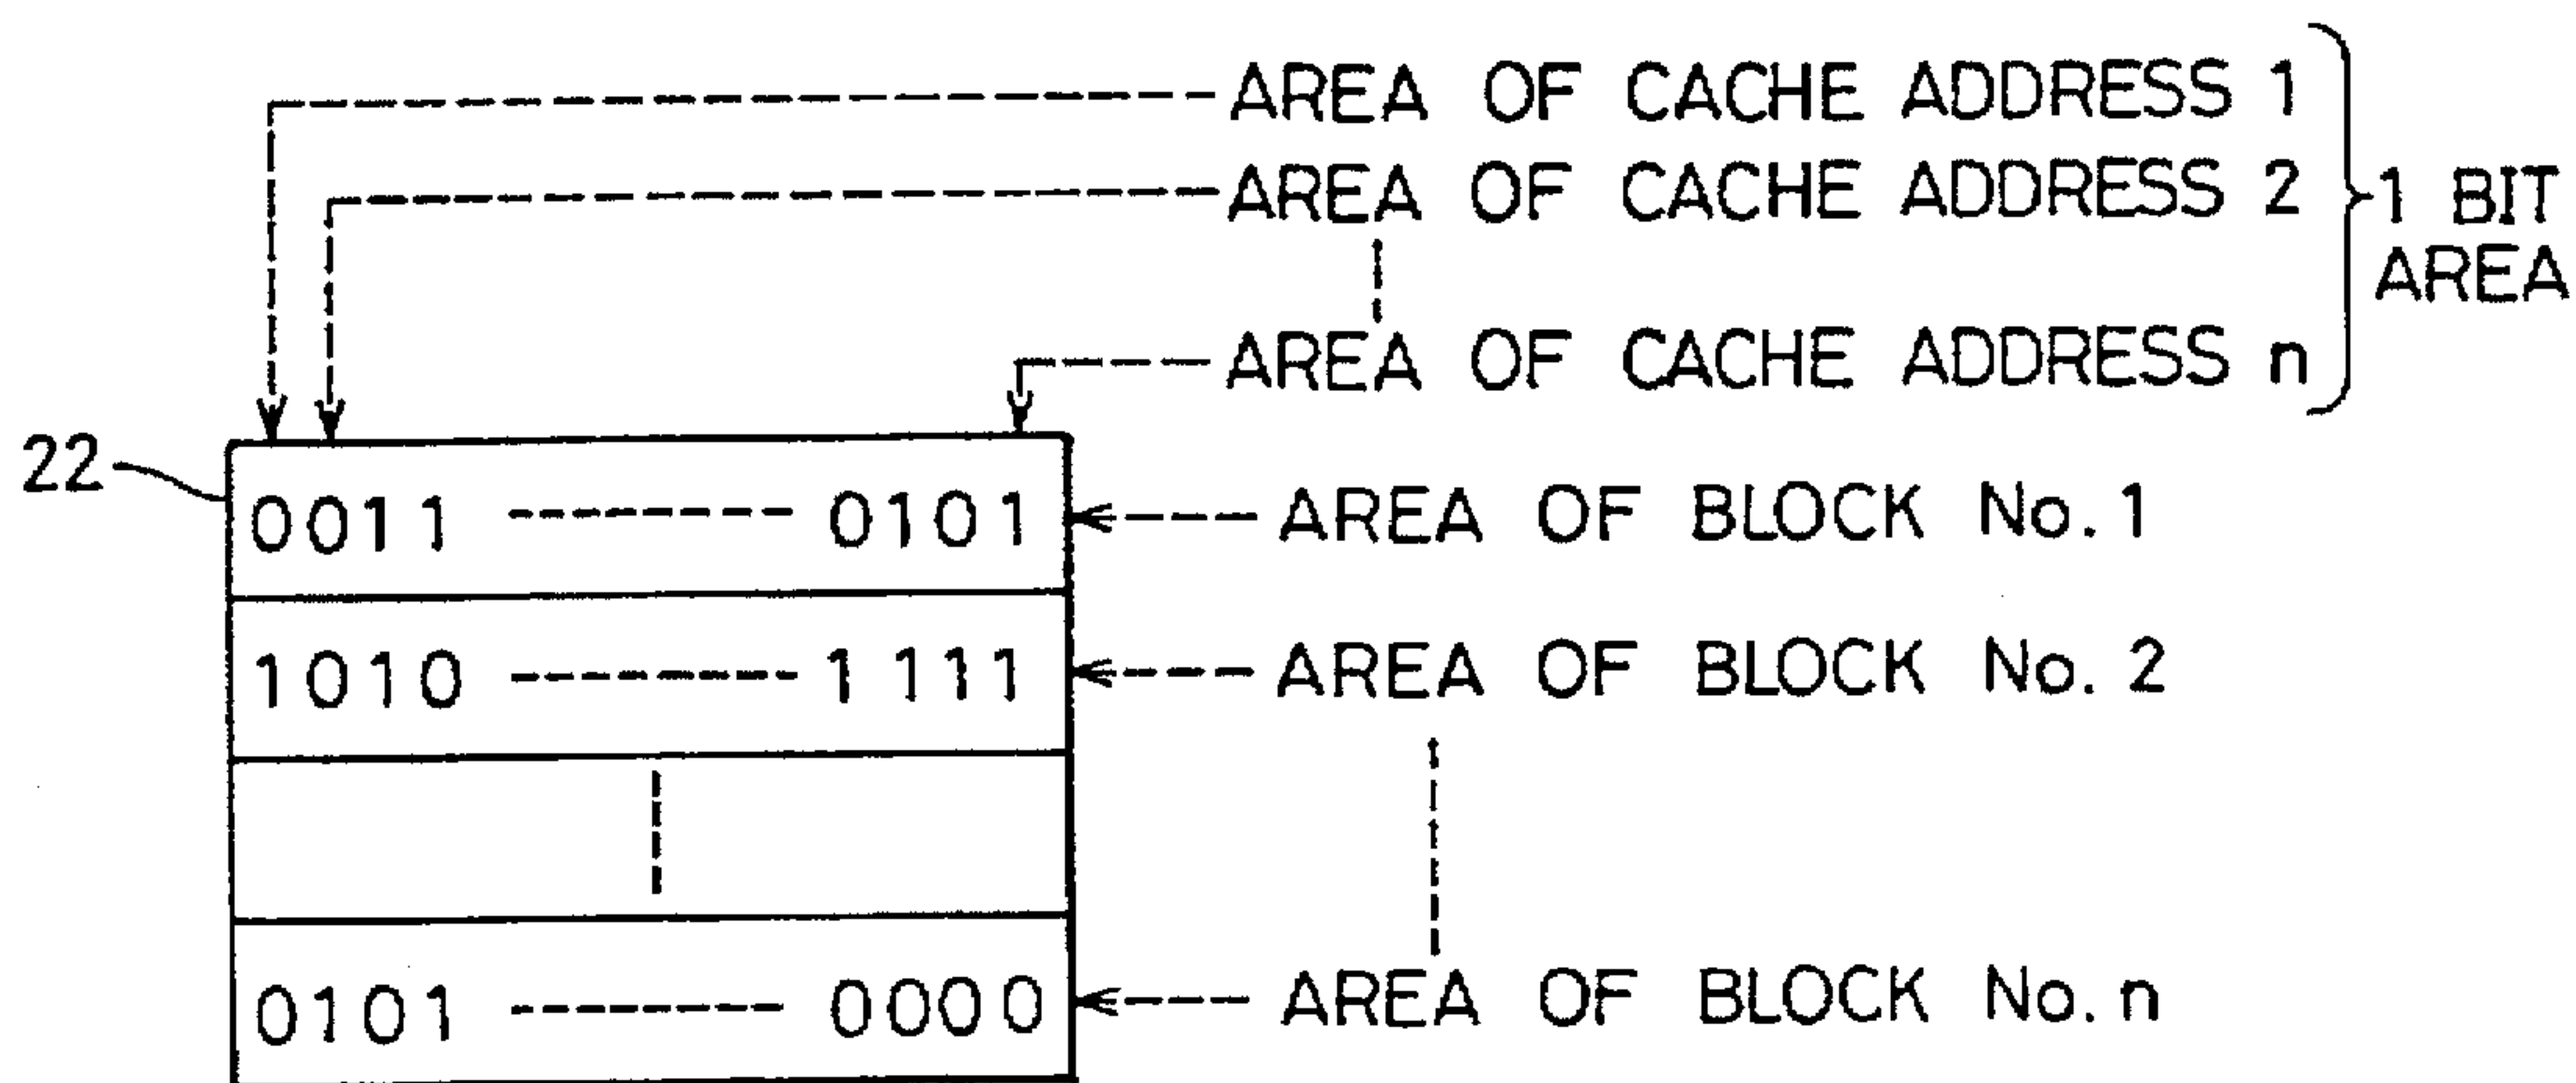 AREA OF CACHE ADDRESS 1
AREA OF CACHE ADDRESS 2
1 BIT
AREA
AREA OF CACHE ADDRESS n
22
0011 -------- 0101
AREA OF BLOCK No. 1
1010 -------- 1111
AREA OF BLOCK No. 2
0101 -------- 0000
AREA OF BLOCK No. n